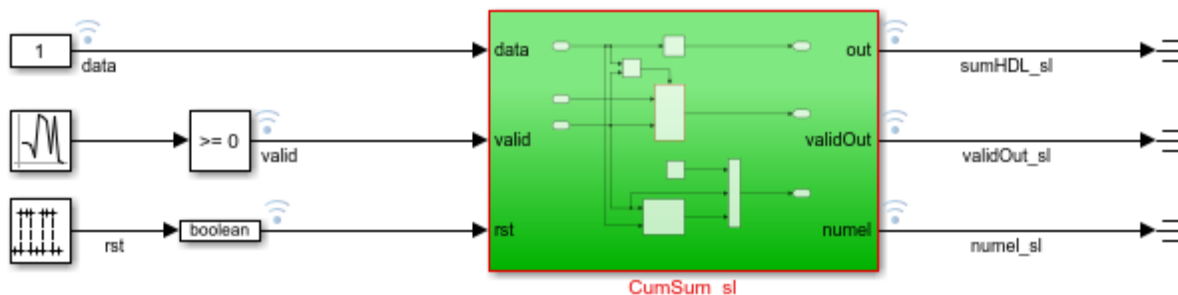 1
data
data
out
sumHDL_sl
>= 0
valid
valid
validOut
validOut_sl
rst
boolean
rst
numel
numel_sl
CumSum_sl